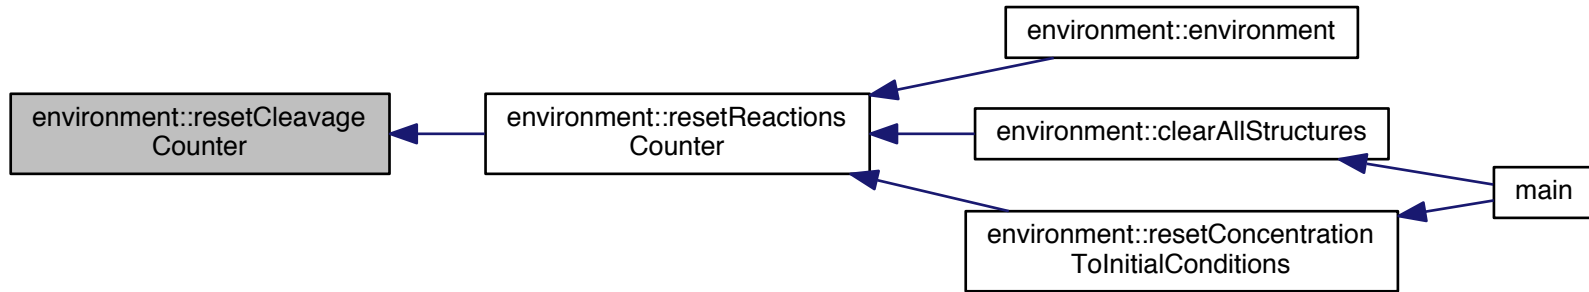 environment::resetCleavage
Counter
environment::resetReactions
Counter
environment::environment
environment::clearAllStructures
environment::resetConcentration
ToInitialConditions
main